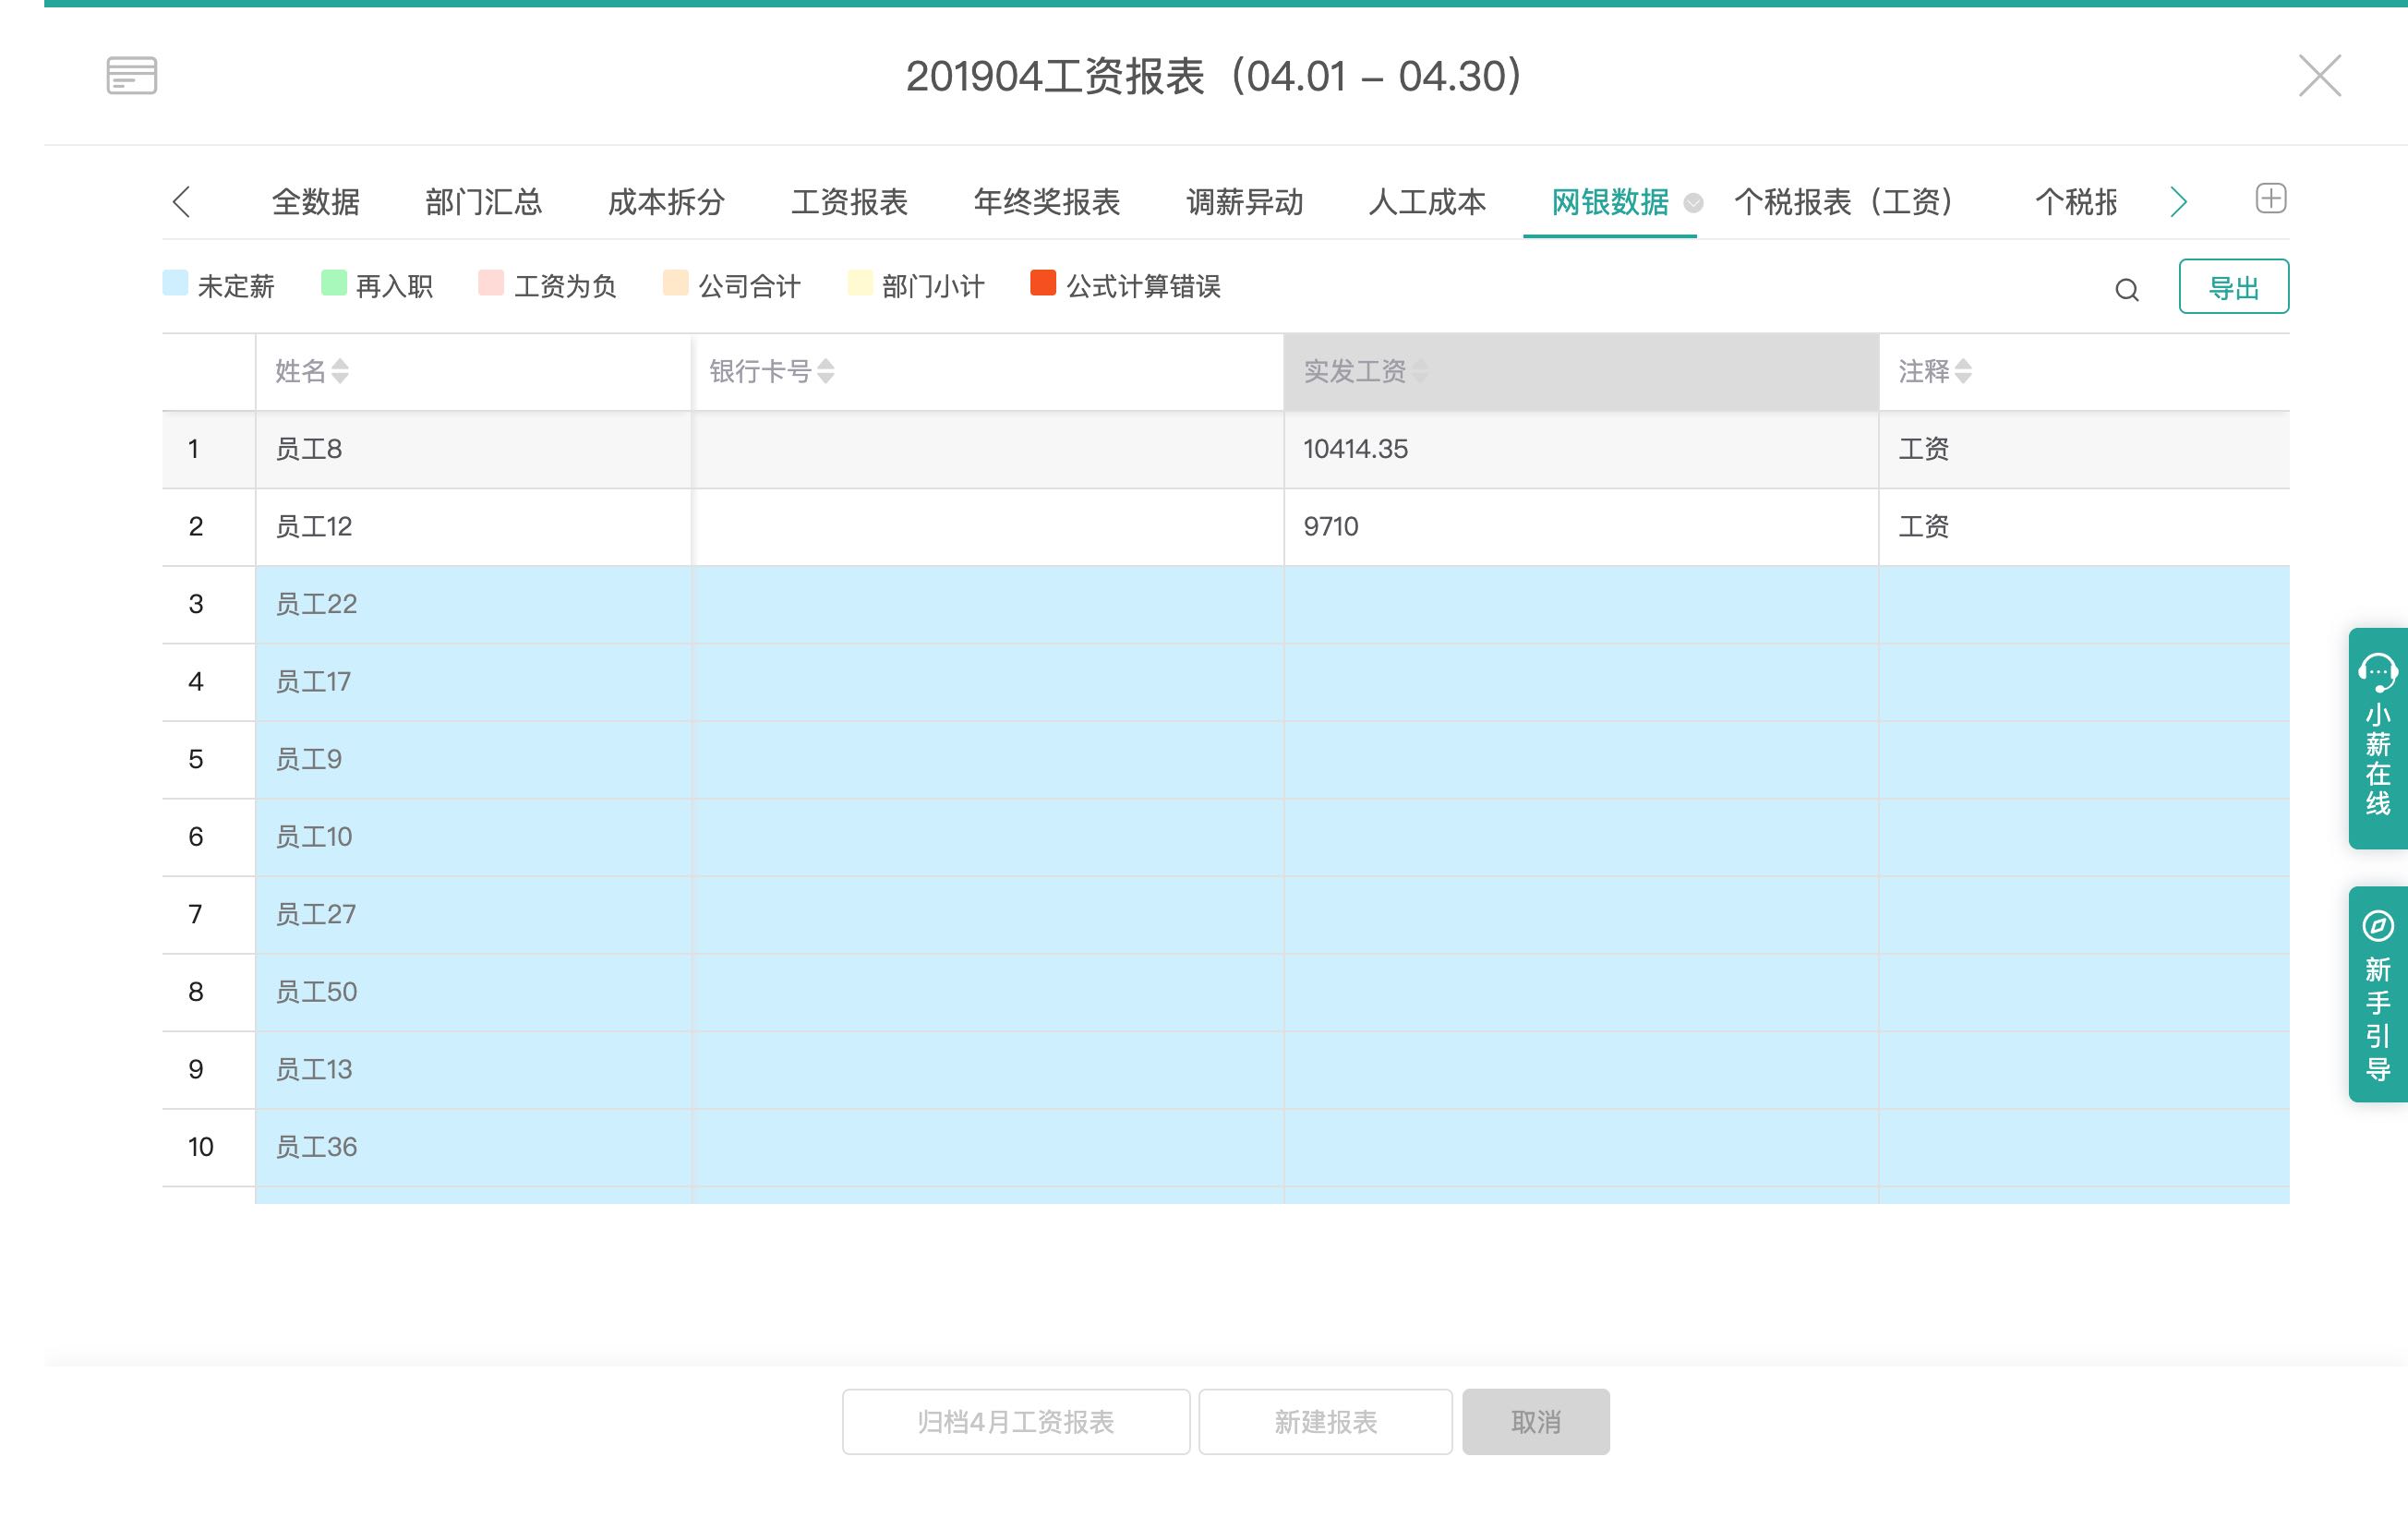 201904工资报表（04.01 – 04.30）
全数据 部门汇总 成本拆分 工资报表 年终奖报表 调薪异动 人工成本 网银数据 个税报表（工资） 个税报
未定薪 再入职 工资为负 公司合计 部门小计 公式计算错误 导出
姓名 银行卡号 实发工资 注释
1 员工8 10414.35 工资
2 员工12 9710 工资
3 员工22
4 员工17
5 员工9
6 员工10
7 员工27
8 员工50
9 员工13
10 员工36
小薪在线
新手引导
归档4月工资报表 新建报表 取消